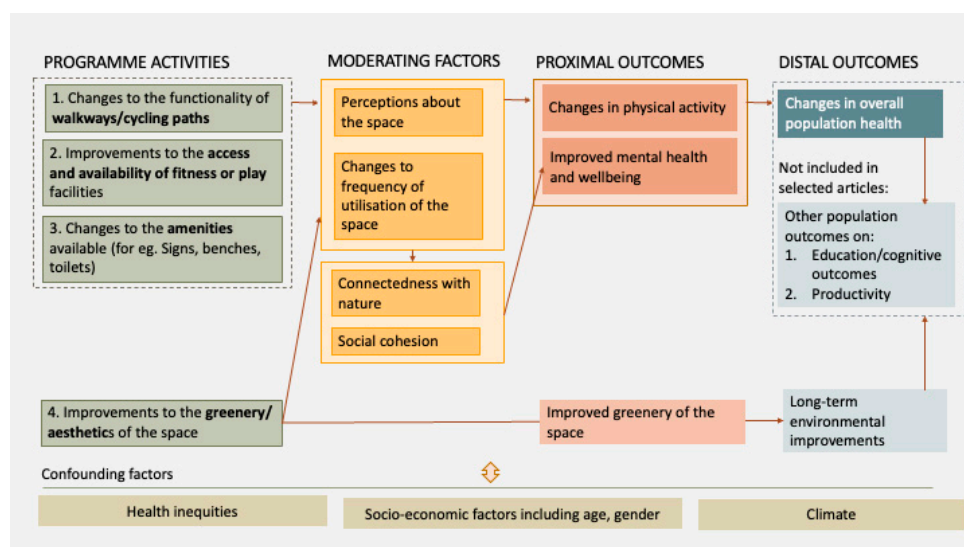 PROGRAMME ACTIVITIES
1. Changes to the functionality of
walkways/cycling paths
2. Improvements to the access
and availability of fitness or play
facilities
3. Changes to the amenities
available (for eg. Signs, benches,
toilets)
4. Improvements to the greenery/
aesthetics of the space
MODERATING FACTORS
Perceptions about
the space
Changes to
frequency of
utilisation of the
space
Connectedness with
nature
Social cohesion
PROXIMAL OUTCOMES
Changes in physical activity
Improved mental health
and wellbeing
Improved greenery of the
space
DISTAL OUTCOMES
Changes in overall
population health
Not included in
selected articles:
Other population
outcomes on:
1. Education/cognitive
outcomes
2. Productivity
Long-term
environmental
improvements
Confounding factors
Health inequities
Socio-economic factors including age, gender
Climate